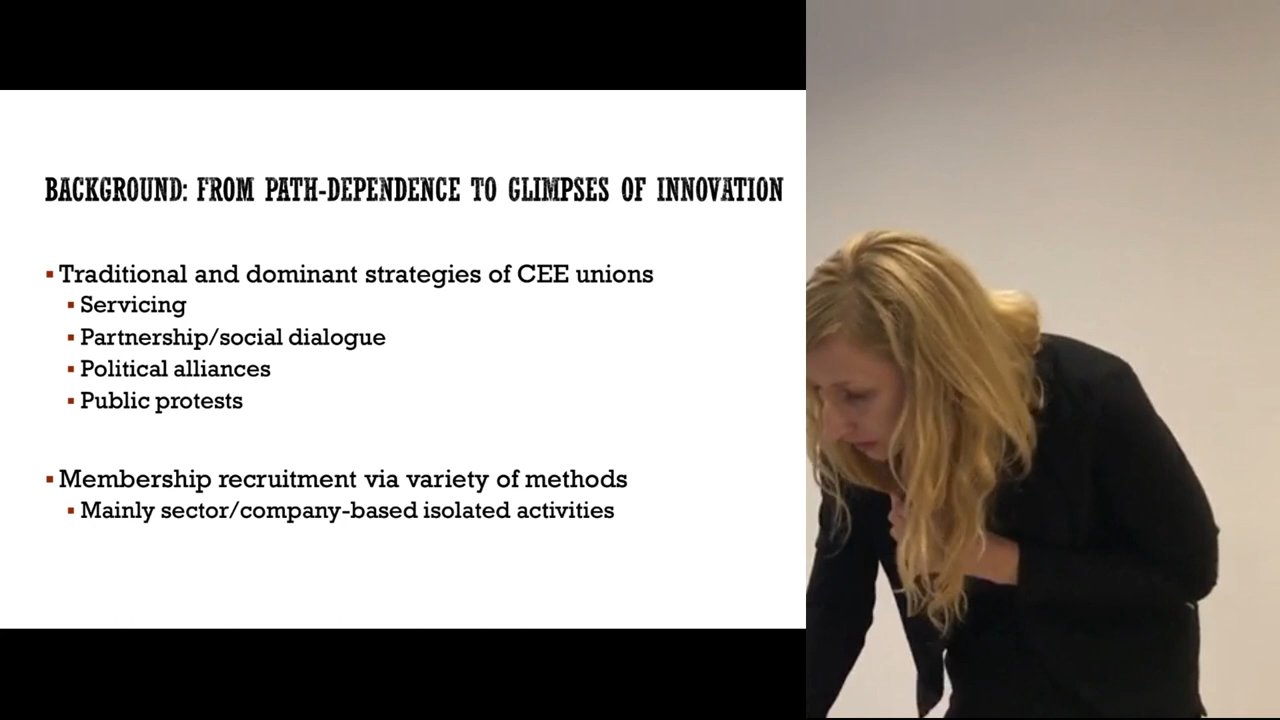 BACKGROUND: FROM PATH-DEPENDENCE TO GLIMPSES OF INNOVATION
▪ Traditional and dominant strategies of CEE unions
▪ Servicing
▪ Partnership/social dialogue
▪ Political alliances
▪ Public protests
▪ Membership recruitment via variety of methods
▪ Mainly sector/company-based isolated activities